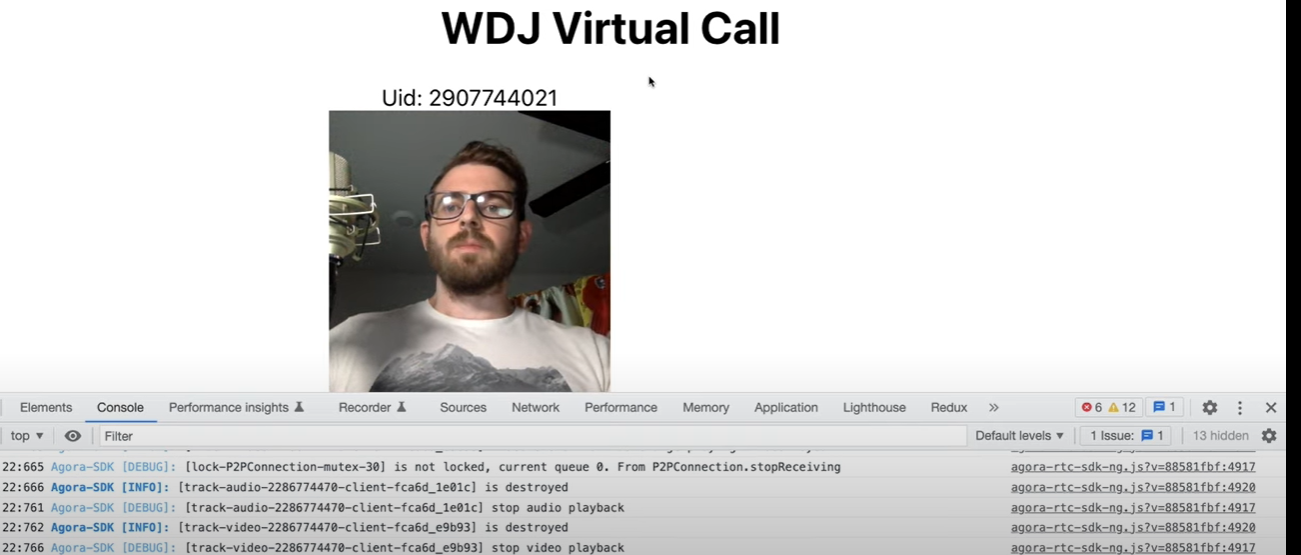 WDJ Virtual Call
Uid: 2907744021
Elements Console Performance insights Recorder Sources Network Performance Memory Application Lighthouse Redux » 6 12 1
top Filter Default levels 1 Issue: 1 13 hidden
22:665 Agora-SDK [DEBUG]: [lock-P2PConnection-mutex-30] is not locked, current queue 0. From P2PConnection.stopReceiving agora-rtc-sdk-ng.js?v=88581fbf:4917
22:666 Agora-SDK [INFO]: [track-audio-2286774470-client-fca6d_1e01c] is destroyed agora-rtc-sdk-ng.js?v=88581fbf:4920
22:761 Agora-SDK [DEBUG]: [track-audio-2286774470-client-fca6d_1e01c] stop audio playback agora-rtc-sdk-ng.js?v=88581fbf:4917
22:762 Agora-SDK [INFO]: [track-video-2286774470-client-fca6d_e9b93] is destroyed agora-rtc-sdk-ng.js?v=88581fbf:4920
22:766 Agora-SDK [DEBUG]: [track-video-2286774470-client-fca6d_e9b93] stop video playback agora-rtc-sdk-ng.js?v=88581fbf:4917